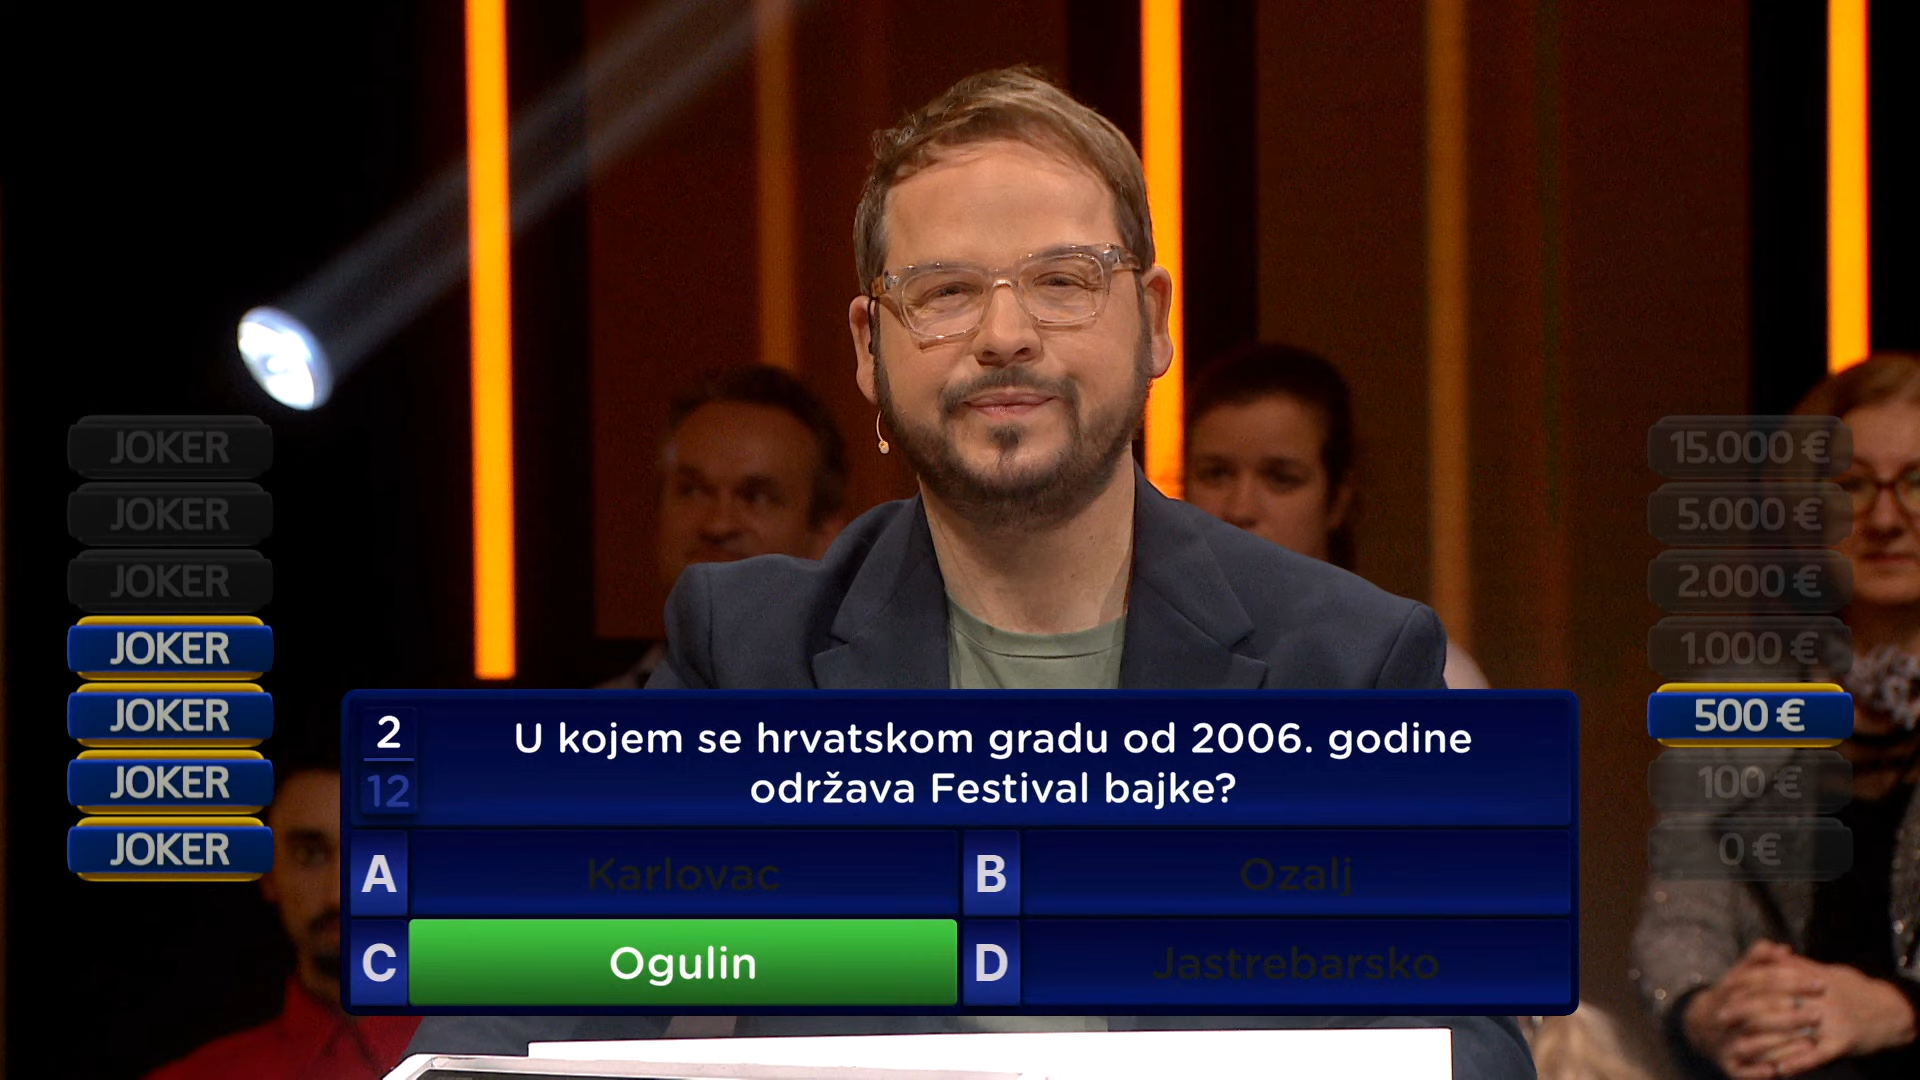 JOKER
JOKER
JOKER
JOKER
JOKER
JOKER
JOKER
15.000 €
5.000 €
2.000 €
1.000 €
500 €
100 €
0 €
2
12
U kojem se hrvatskom gradu od 2006. godine
održava Festival bajke?
A Karlovac
B Ozalj
C Ogulin
D Jastrebarsko